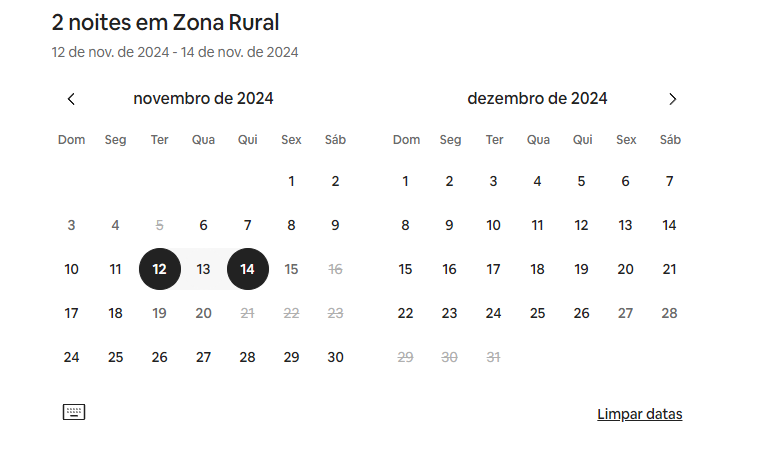 2 noites em Zona Rural
12 de nov. de 2024 - 14 de nov. de 2024
novembro de 2024
Dom Seg Ter Qua Qui Sex Sáb
1 2
3 4 5 6 7 8 9
10 11 12 13 14 15 16
17 18 19 20 21 22 23
24 25 26 27 28 29 30
dezembro de 2024
Dom Seg Ter Qua Qui Sex Sáb
1 2 3 4 5 6 7
8 9 10 11 12 13 14
15 16 17 18 19 20 21
22 23 24 25 26 27 28
29 30 31
Limpar datas